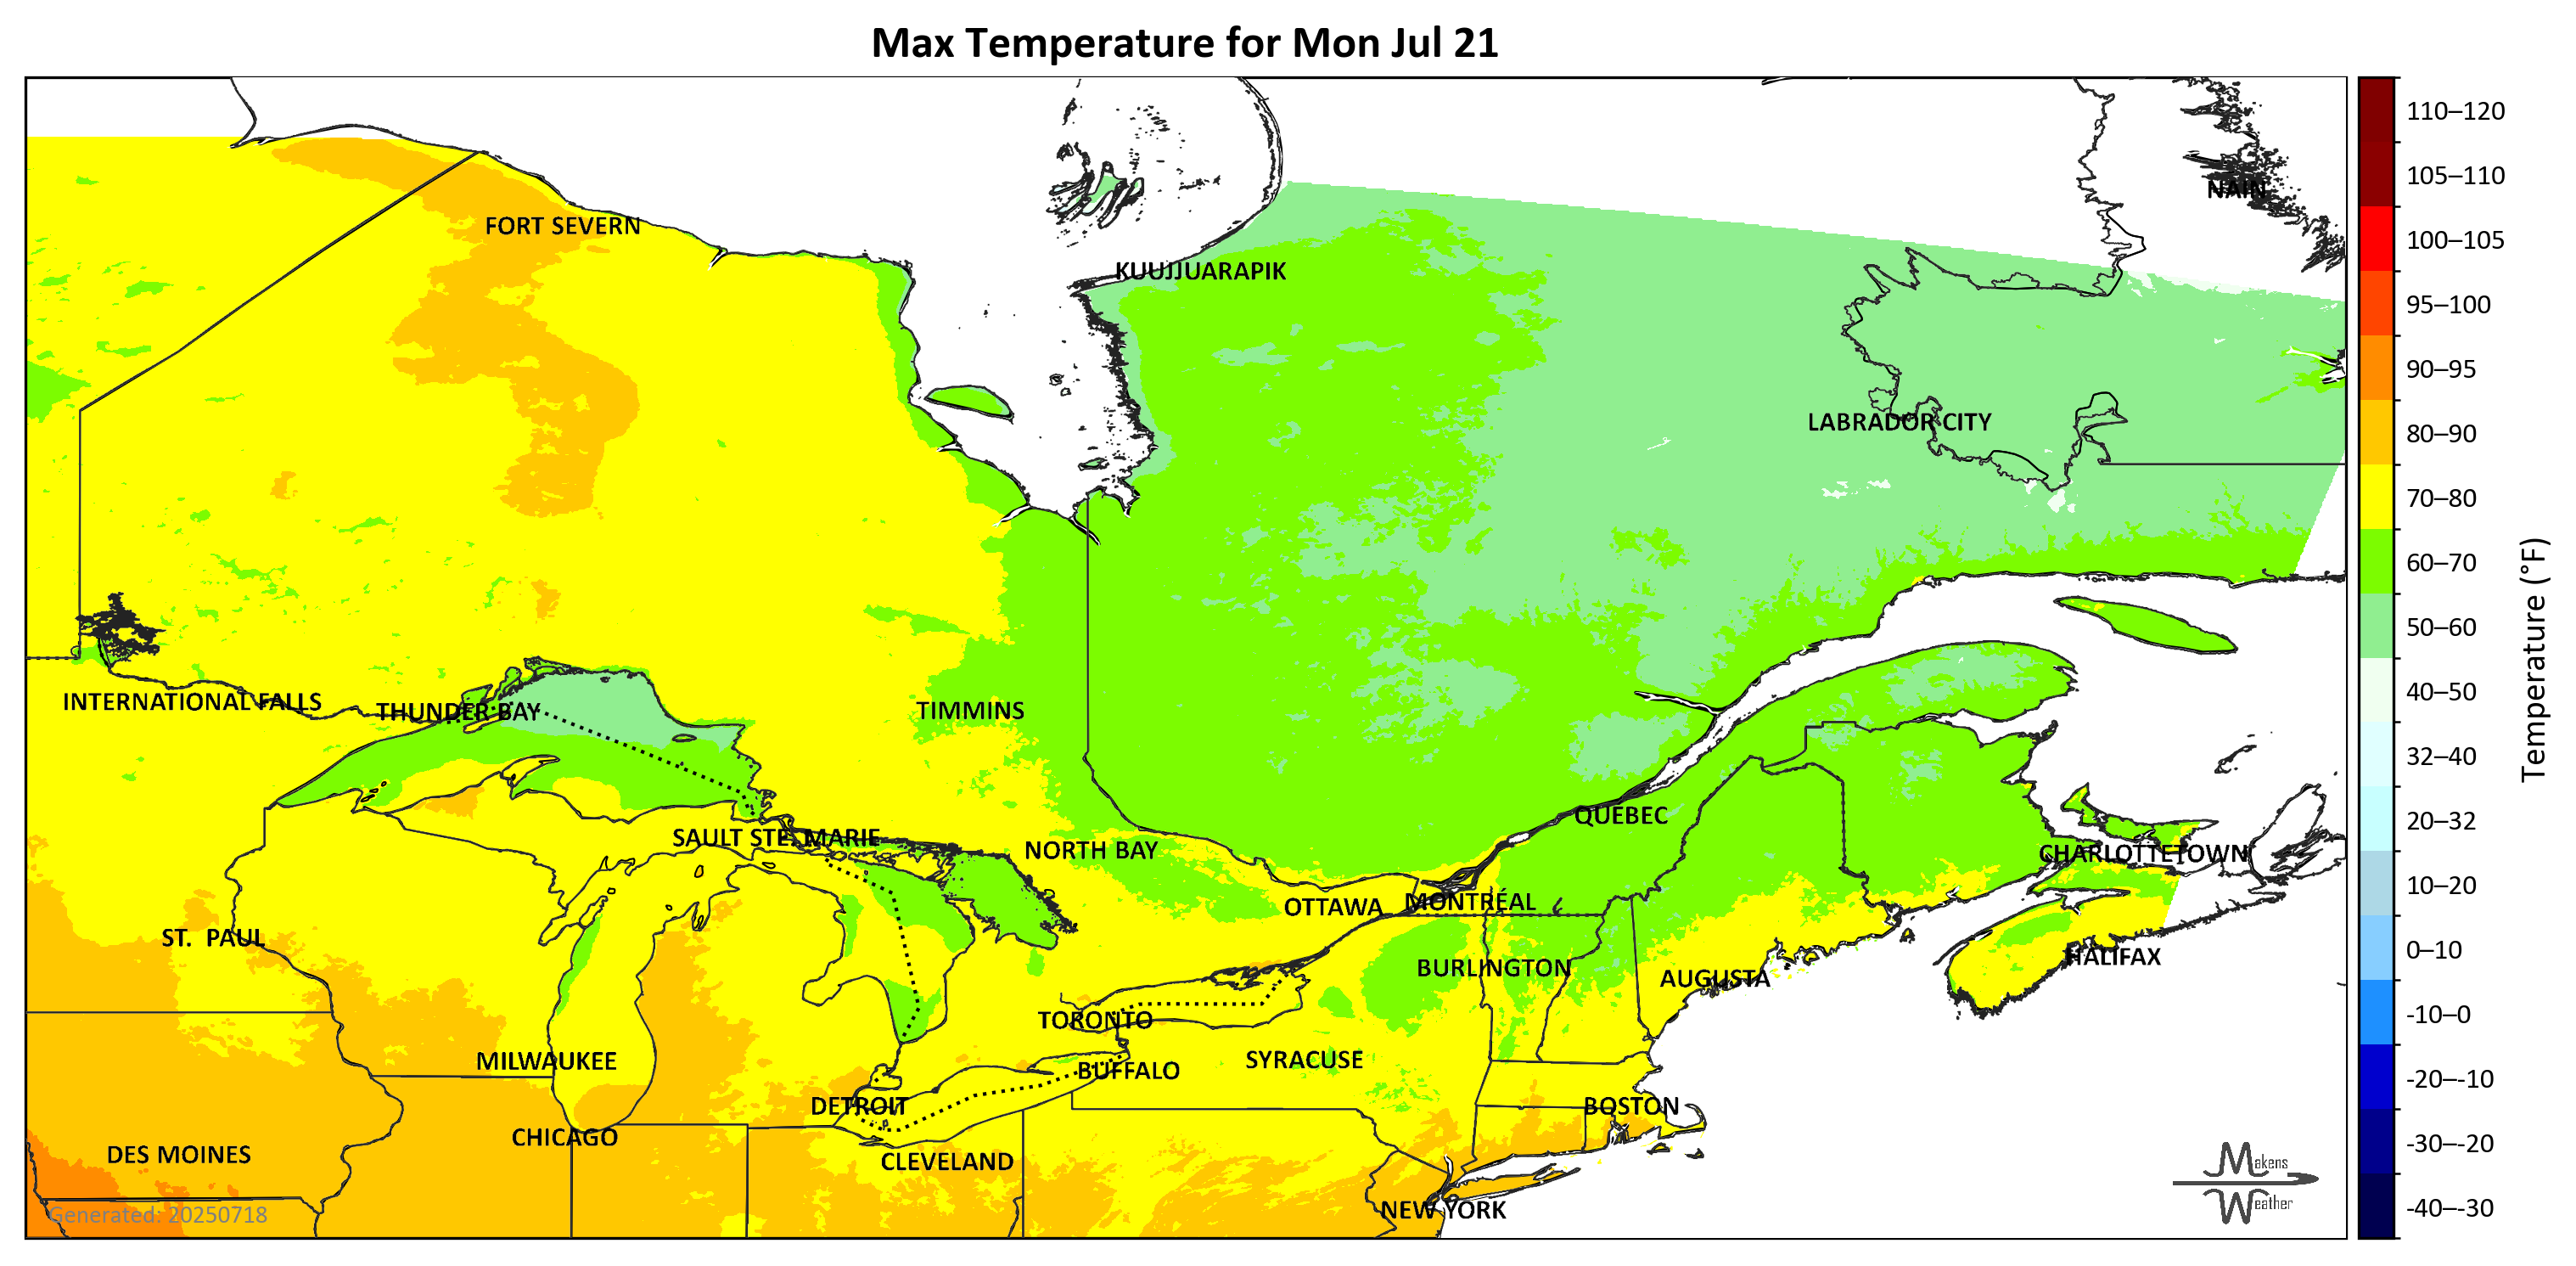 Max Temperature for Mon Jul 21
NAIN
FORT SEVERN
KUUJJUARAPIK
LABRADOR CITY
INTERNATIONAL FALLS
THUNDER BAY
TIMMINS
QUÉBEC
SAULT STE. MARIE
NORTH BAY
CHARLOTTETOWN
OTTAWA
MONTRÉAL
ST.  PAUL
HALIFAX
BURLINGTON
AUGUSTA
TORONTO
MILWAUKEE
SYRACUSE
BUFFALO
DETROIT
BOSTON
CHICAGO
DES MOINES
CLEVELAND
NEW YORK
Generated: 20250718
Makens
Weather
110–120
105–110
100–105
95–100
90–95
80–90
70–80
60–70
50–60
40–50
32–40
20–32
10–20
0–10
-10–0
-20–-10
-30–-20
-40–-30
Temperature (°F)